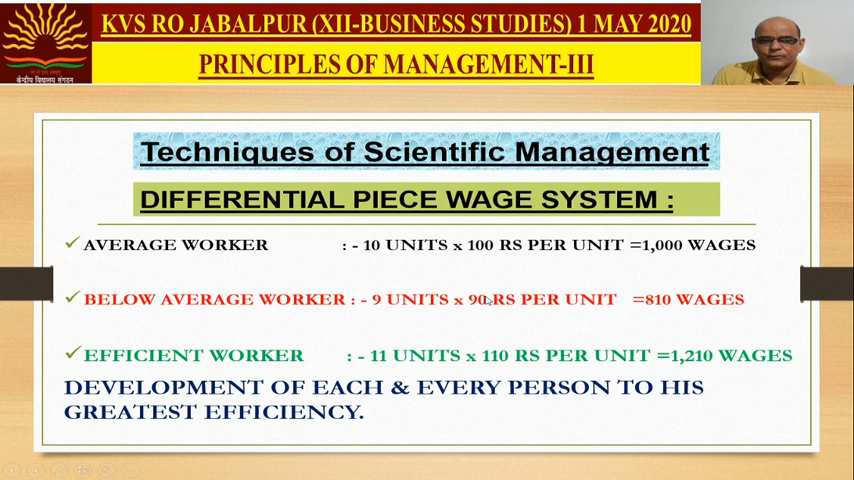 KVS RO JABALPUR (XII-BUSINESS STUDIES) 1 MAY 2020
PRINCIPLES OF MANAGEMENT-III
केन्द्रीय विद्यालय संगठन
Techniques of Scientific Management
DIFFERENTIAL PIECE WAGE SYSTEM :
AVERAGE WORKER : - 10 UNITS x 100 RS PER UNIT =1,000 WAGES
BELOW AVERAGE WORKER : - 9 UNITS x 90 RS PER UNIT =810 WAGES
EFFICIENT WORKER : - 11 UNITS x 110 RS PER UNIT =1,210 WAGES
DEVELOPMENT OF EACH & EVERY PERSON TO HIS
GREATEST EFFICIENCY.